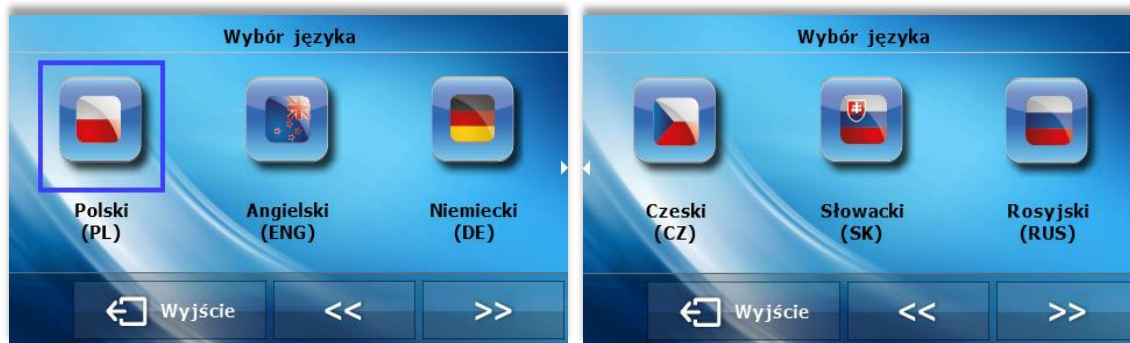 Wybór języka
Polski
(PL)
Angielski
(ENG)
Niemiecki
(DE)
Wyjście
<<
>>
Wybór języka
Czeski
(CZ)
Słowacki
(SK)
Rosyjski
(RUS)
Wyjście
<<
>>